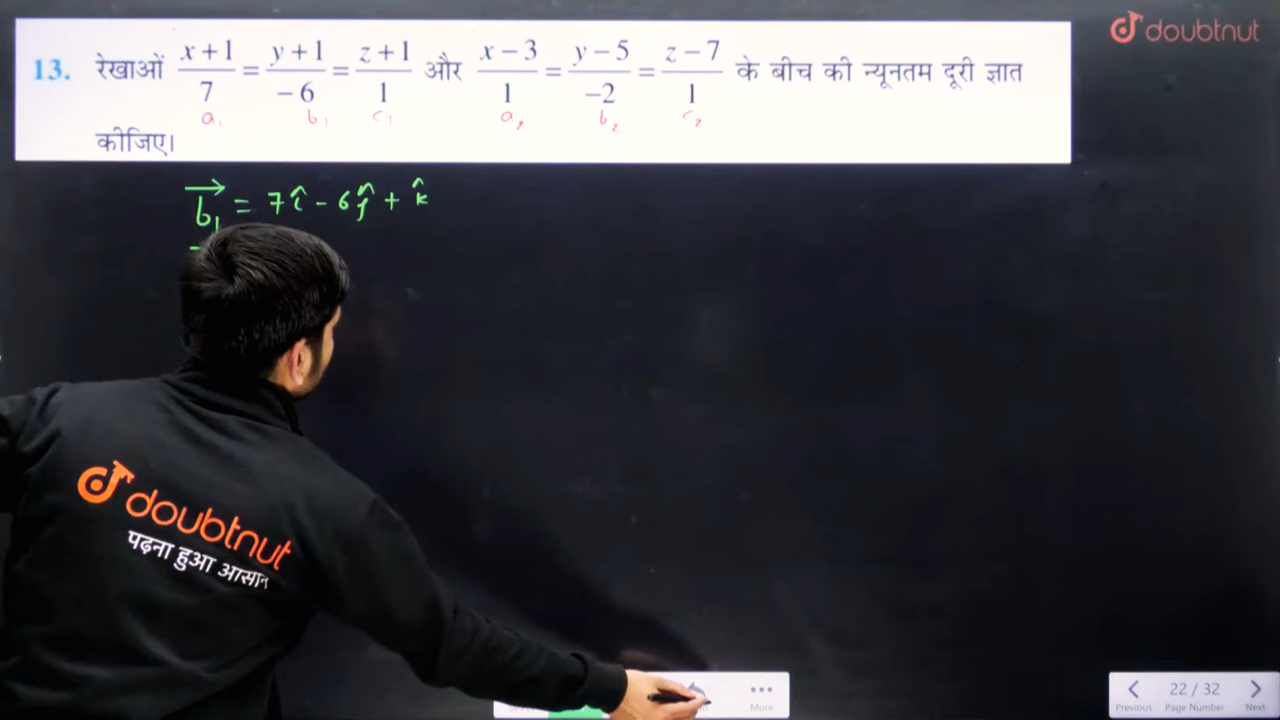 doubtnut
13. रेखाओं (x+1)/7 = (y+1)/-6 = (z+1)/1 और (x-3)/1 = (y-5)/-2 = (z-7)/1 के बीच की न्यूनतम दूरी ज्ञात
a₁ b₁ c₁ a₂ b₂ c₂
कीजिए।
b⃗₁ = 7î - 6ĵ + k̂
doubtnut
पढ़ना हुआ आसान
More
Previous
22 / 32
Page Number
Next